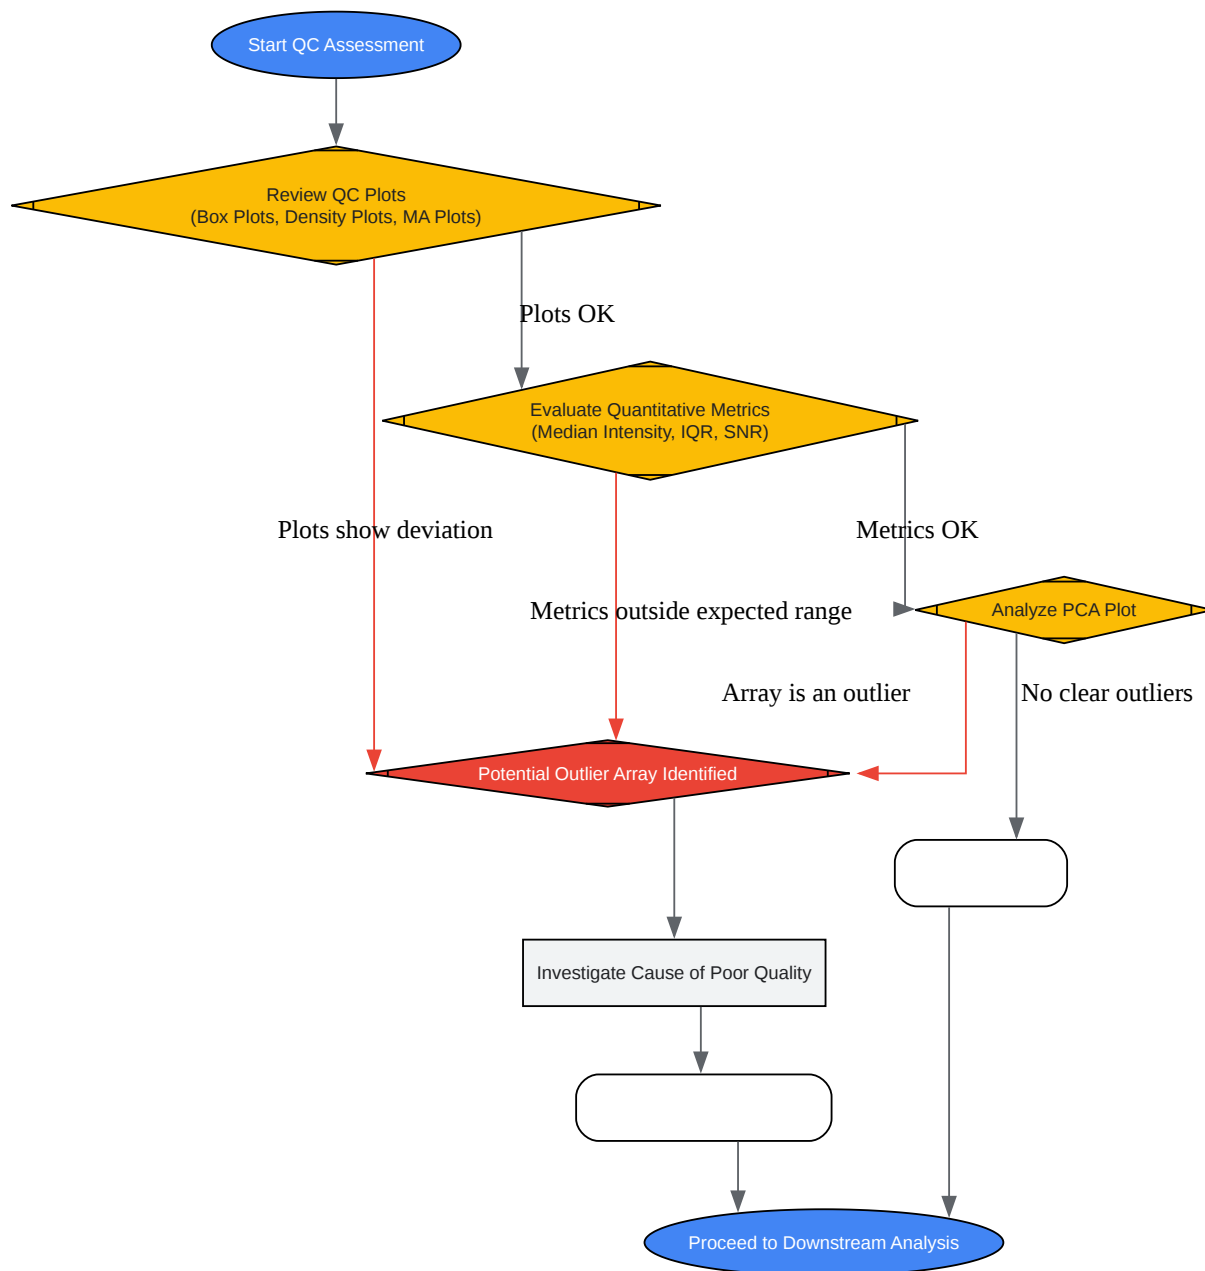 Start QC Assessment
Review QC Plots
(Box Plots, Density Plots, MA Plots)
Plots OK
Evaluate Quantitative Metrics
(Median Intensity, IQR, SNR)
Plots show deviation
Metrics OK
Metrics outside expected range
Analyze PCA Plot
Array is an outlier
No clear outliers
Potential Outlier Array Identified
Investigate Cause of Poor Quality
Proceed to Downstream Analysis